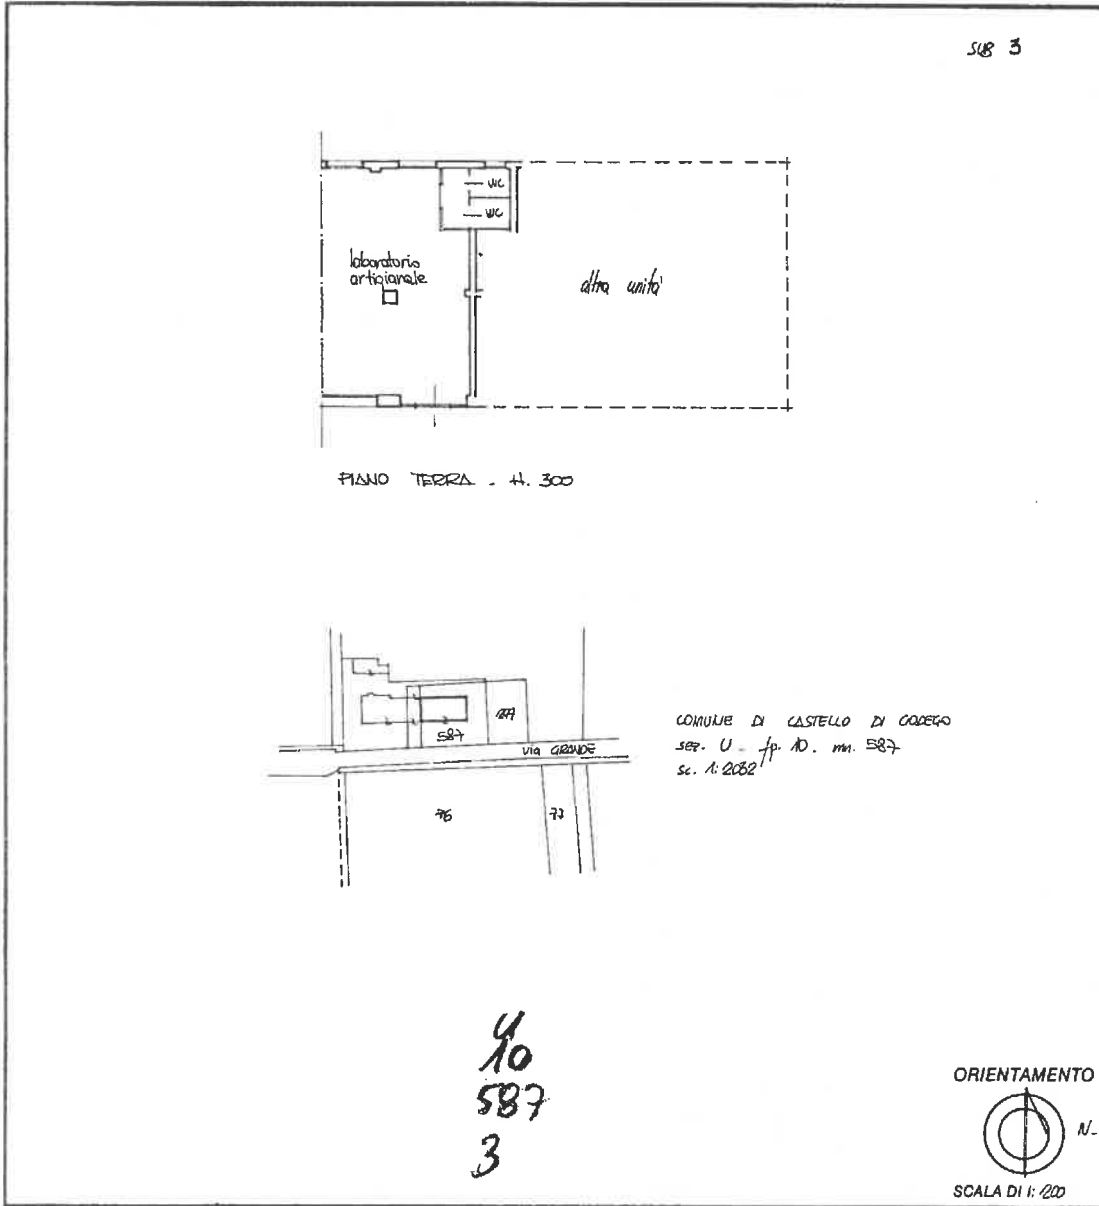 SUB 3
WC
WC
laboratorio
artigianale
altra unità
PIANO TERRA - H. 300
587
via GRANDE
76
77
COMUNE DI CASTELLO DI GODEGO
sez. U - fg. 10. mn. 587
sc. 1:2032
U
10
587
3
ORIENTAMENTO
N-
SCALA DI 1: 200